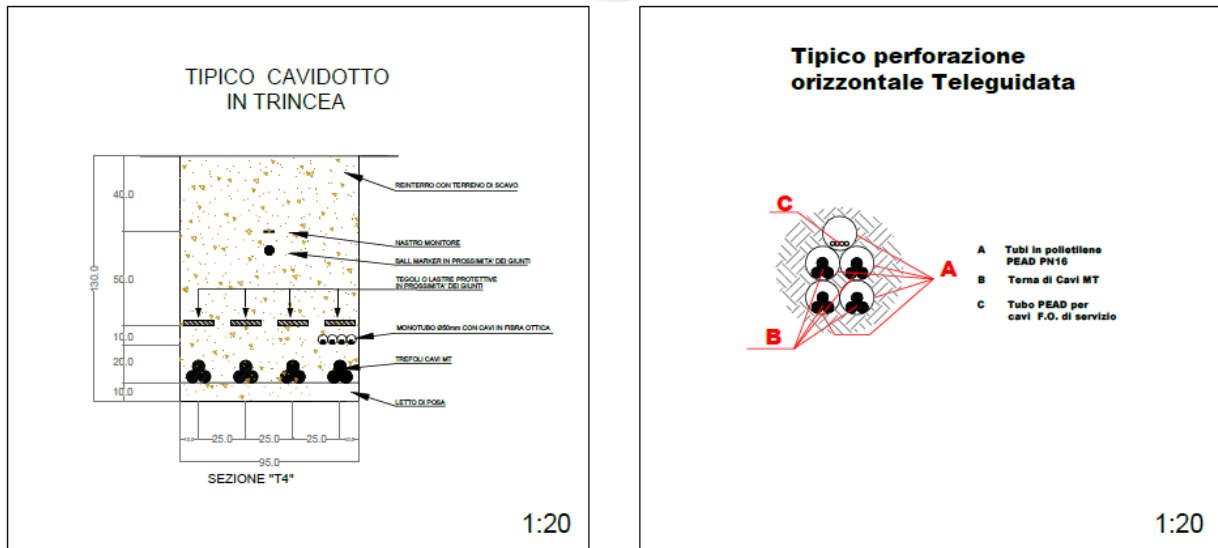 TIPICO CAVIDOTTO
IN TRINCEA
REINTERRO CON TERRENO DI SCAVO
40.0
NASTRO MONITORE
BALL MARKER IN PROSSIMITA' DEI GIUNTI
130.0
50.0
TEGOLI O LASTRE PROTETTIVE
IN PROSSIMITA' DEI GIUNTI
10.0
MONOTUBO Ø50mm CON CAVI IN FIBRA OTTICA
20.0
TREFOLI CAVI MT
10.0
LETTO DI POSA
25.0
25.0
25.0
95.0
SEZIONE "T4"
1:20
Tipico perforazione
orizzontale Teleguidata
C
A
B
A Tubi in polietilene
PEAD PN16
B Terna di Cavi MT
C Tubo PEAD per
cavi F.O. di servizio
1:20